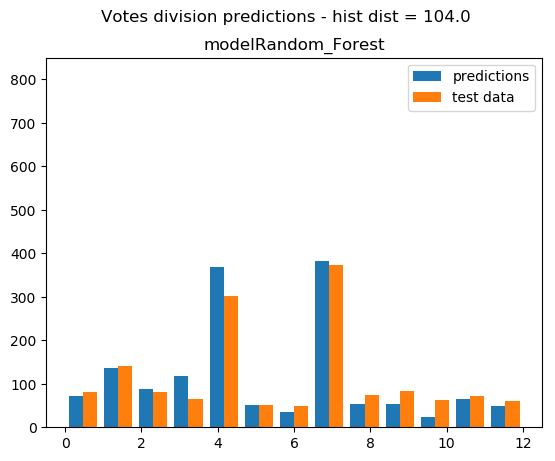 Votes division predictions - hist dist = 104.0
modelRandom_Forest
predictions
test data
800
700
600
500
400
300
200
100
0
0 2 4 6 8 10 12